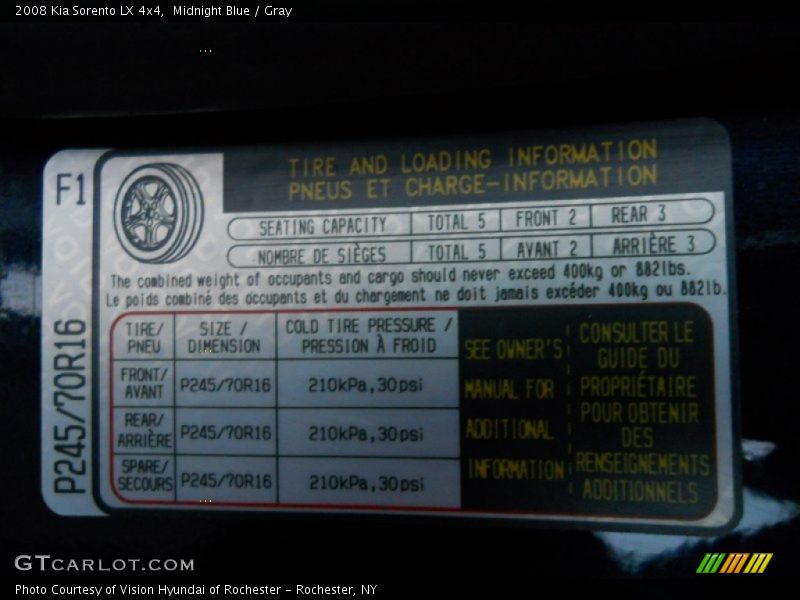 2008 Kia Sorento LX 4x4,  Midnight Blue / Gray
F1
P245/70R16
TIRE AND LOADING INFORMATION
PNEUS ET CHARGE-INFORMATION
SEATING CAPACITY TOTAL 5 FRONT 2 REAR 3
NOMBRE DE SIÈGES TOTAL 5 AVANT 2 ARRIÈRE 3
The combined weight of occupants and cargo should never exceed 400kg or 882lbs.
Le poids combiné des occupants et du chargement ne doit jamais excéder 400kg ou 882lb.
TIRE/ SIZE / COLD TIRE PRESSURE /
PNEU DIMENSION PRESSION À FROID
FRONT/
AVANT P245/70R16 210kPa,30psi
REAR/
ARRIÈRE P245/70R16 210kPa,30psi
SPARE/
SECOURS P245/70R16 210kPa,30psi
SEE OWNER'S
MANUAL FOR
ADDITIONAL
INFORMATION
CONSULTER LE
GUIDE DU
PROPRIÉTAIRE
POUR OBTENIR
DES
RENSEIGNEMENTS
ADDITIONNELS
GTCARLOT.COM
Photo Courtesy of Vision Hyundai of Rochester - Rochester, NY